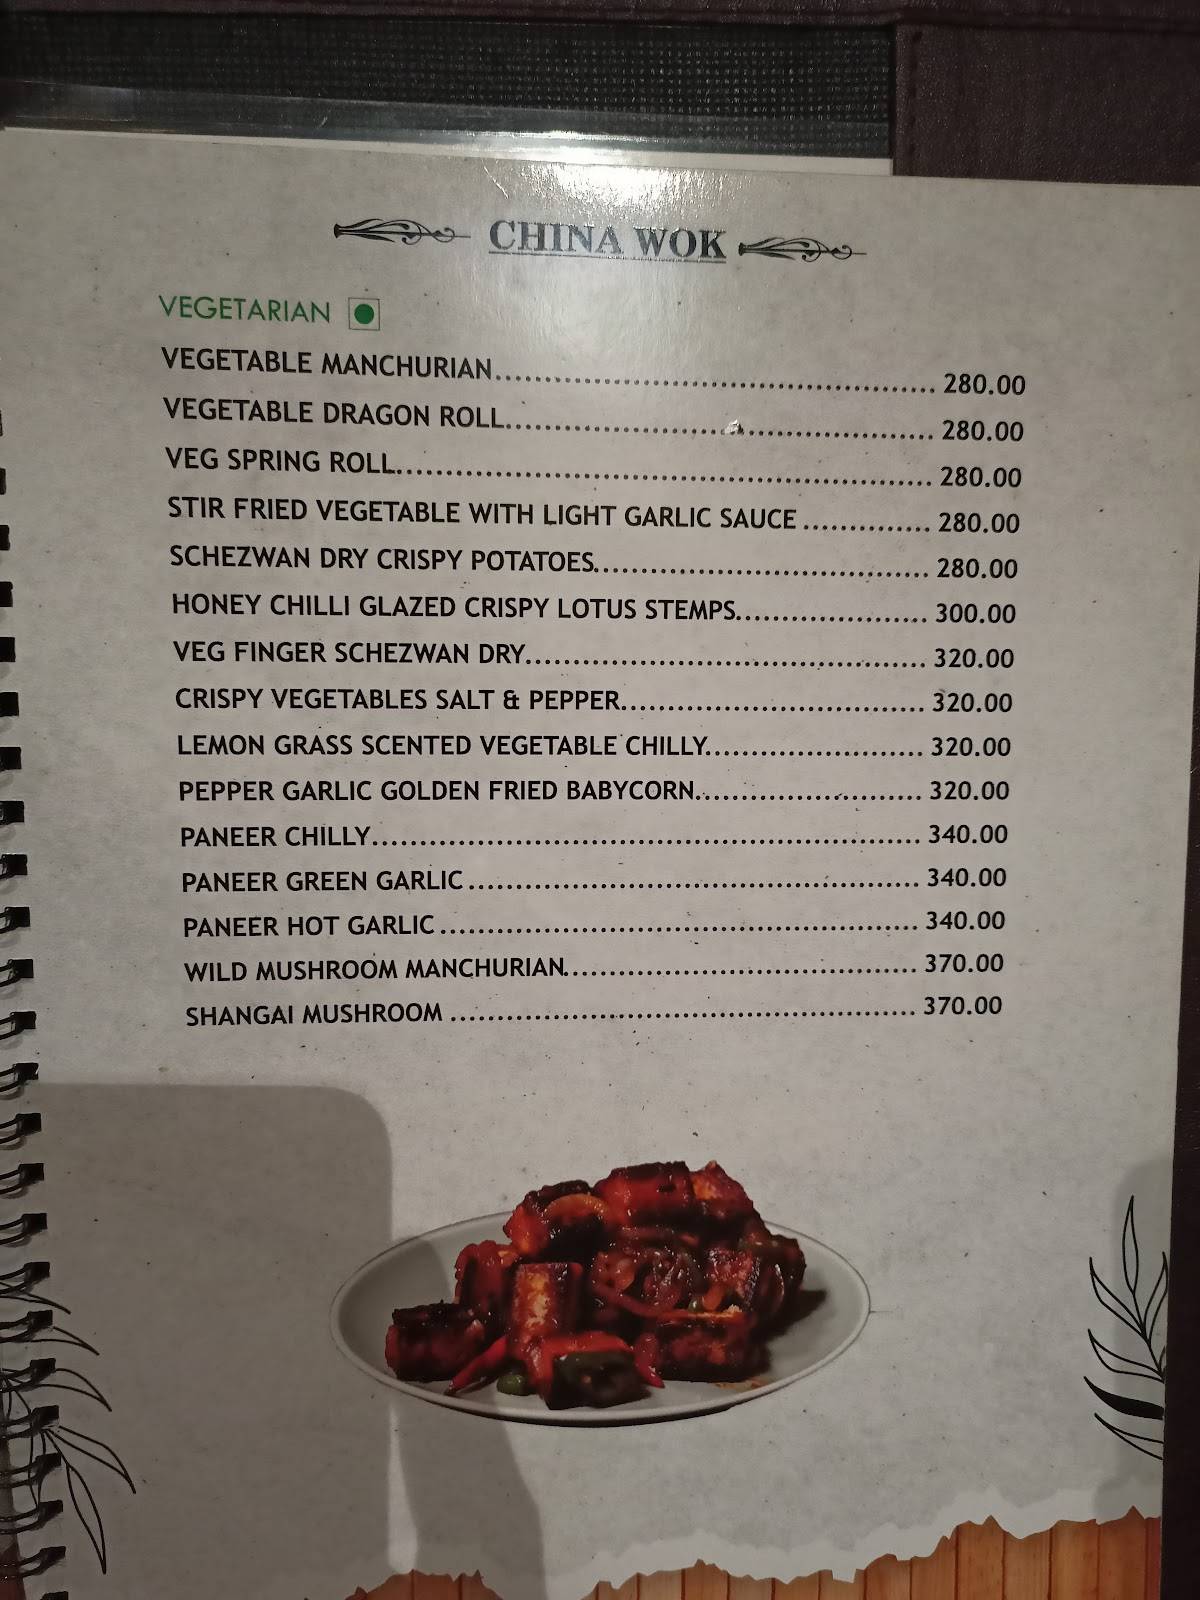 CHINA WOK
VEGETARIAN
VEGETABLE MANCHURIAN 280.00
VEGETABLE DRAGON ROLL 280.00
VEG SPRING ROLL 280.00
STIR FRIED VEGETABLE WITH LIGHT GARLIC SAUCE 280.00
SCHEZWAN DRY CRISPY POTATOES 280.00
HONEY CHILLI GLAZED CRISPY LOTUS STEMPS 300.00
VEG FINGER SCHEZWAN DRY 320.00
CRISPY VEGETABLES SALT & PEPPER 320.00
LEMON GRASS SCENTED VEGETABLE CHILLY 320.00
PEPPER GARLIC GOLDEN FRIED BABYCORN 320.00
PANEER CHILLY 340.00
PANEER GREEN GARLIC 340.00
PANEER HOT GARLIC 340.00
WILD MUSHROOM MANCHURIAN 370.00
SHANGAI MUSHROOM 370.00